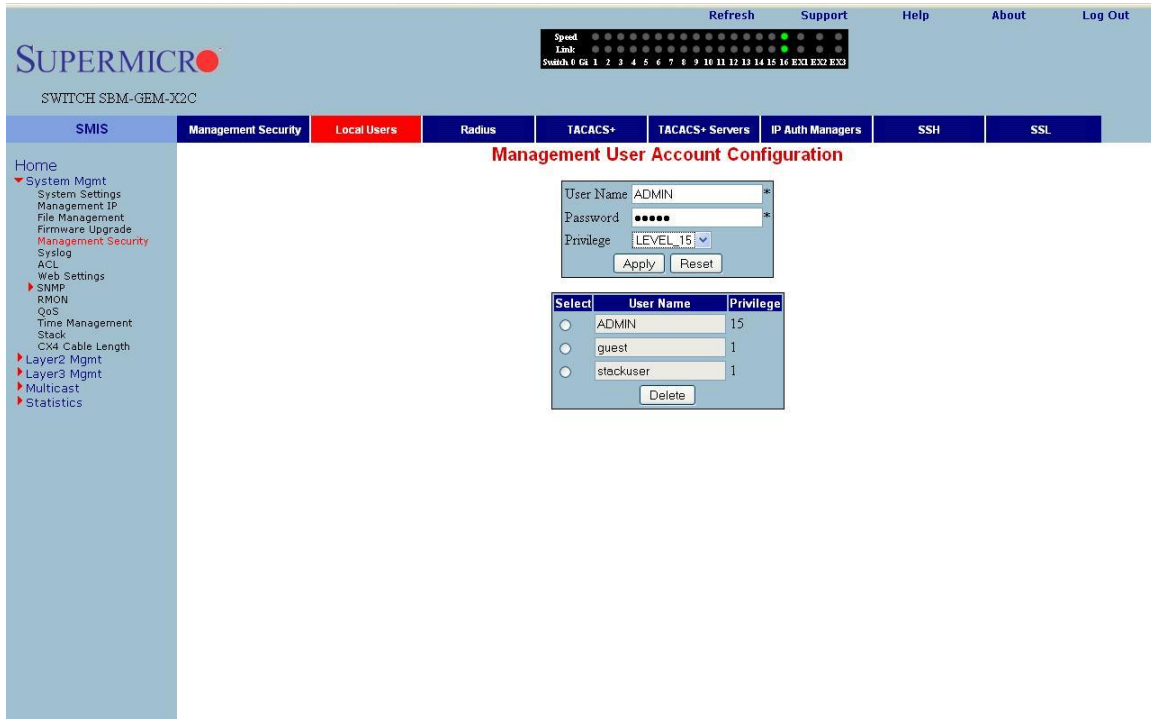 Refresh Support Help About Log Out
SUPERMICRO
SWITCH SBM-GEM-X2C
Speed
Link
Switch 0 Gi 1 2 3 4 5 6 7 8 9 10 11 12 13 14 15 16 EX1 EX2 EX3
SMIS
Management Security Local Users Radius TACACS+ TACACS+ Servers IP Auth Managers SSH SSL
Home
System Mgmt
System Settings
Management IP
File Management
Firmware Upgrade
Management Security
Syslog
ACL
Web Settings
SNMP
RMON
QoS
Time Management
Stack
CX4 Cable Length
Layer2 Mgmt
Layer3 Mgmt
Multicast
Statistics
Management User Account Configuration
User Name ADMIN *
Password ●●●●● *
Privilege LEVEL_15
Apply Reset
Select User Name Privilege
ADMIN 15
guest 1
stackuser 1
Delete